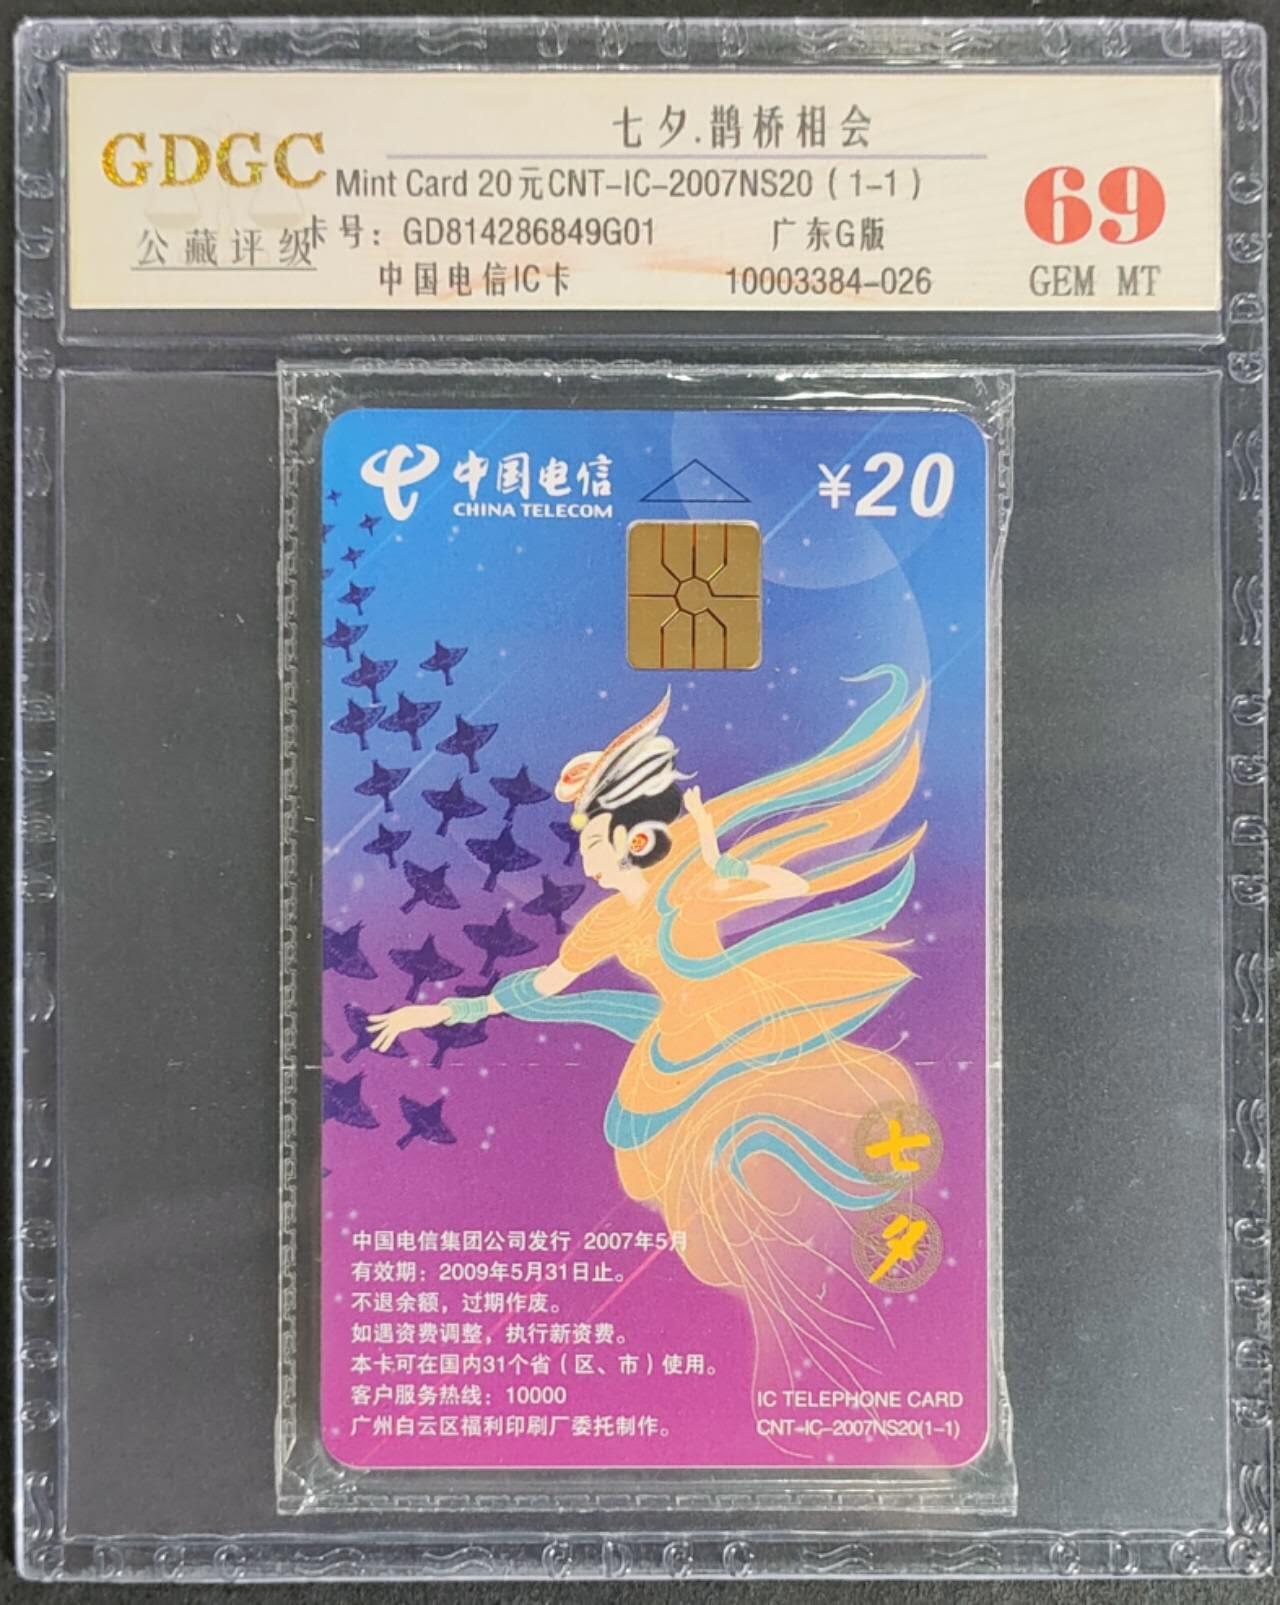 七夕.鹊桥相会
GDGC
Mint Card 20元CNT-IC-2007NS20（1-1）
69
公藏评级
卡号：GD814286849G01 广东G版
中国电信IC卡 10003384-026
GEM MT
中国电信
CHINA TELECOM
¥20
七
夕
中国电信集团公司发行 2007年5月
有效期：2009年5月31日止。
不退余额，过期作废。
如遇资费调整，执行新资费。
本卡可在国内31个省（区、市）使用。
客户服务热线：10000
广州白云区福利印刷厂委托制作。
IC TELEPHONE CARD
CNT-IC-2007NS20(1-1)